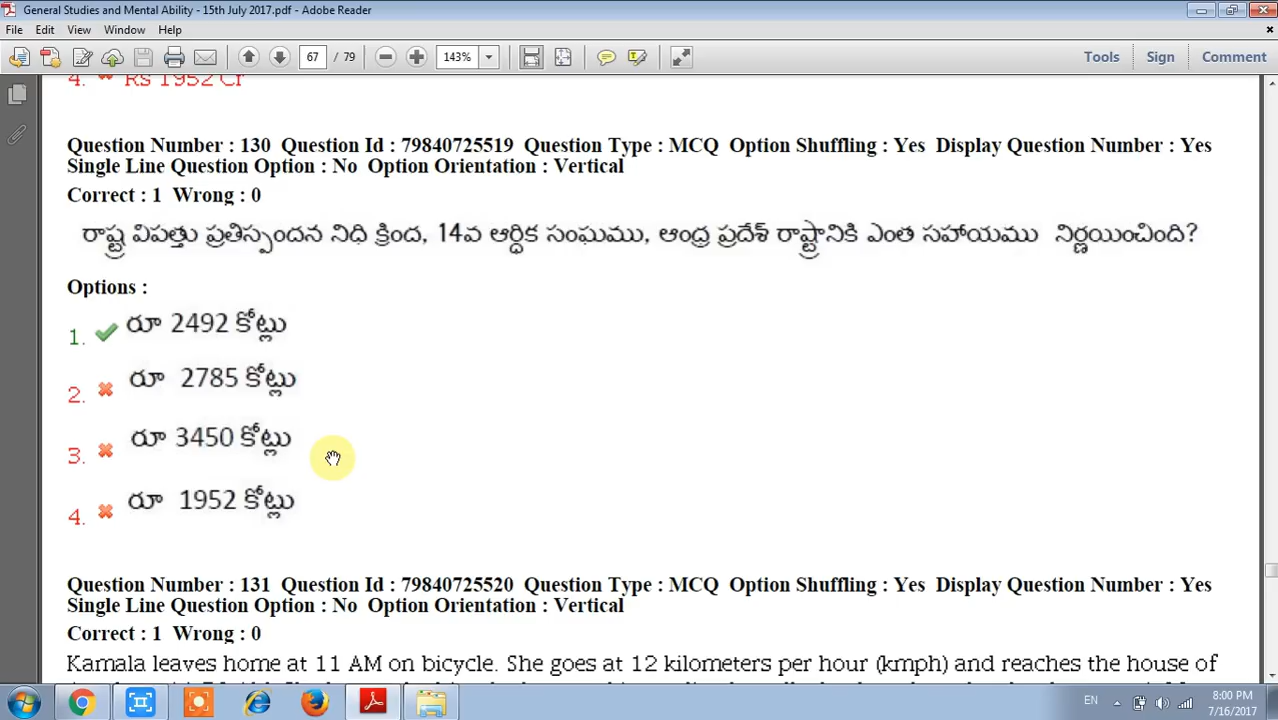 General Studies and Mental Ability - 15th July 2017.pdf - Adobe Reader
File Edit View Window Help
67 / 79 143% Tools Sign Comment
4. Rs 1952 Cr
Question Number : 130 Question Id : 79840725519 Question Type : MCQ Option Shuffling : Yes Display Question Number : Yes
Single Line Question Option : No Option Orientation : Vertical
Correct : 1 Wrong : 0
రాష్ట్ర విపత్తు ప్రతిస్పందన నిధి క్రింద, 14వ ఆర్థిక సంఘము, ఆంధ్ర ప్రదేశ్ రాష్ట్రానికి ఎంత సహాయము నిర్ణయించింది?
Options :
1. రూ 2492 కోట్లు
2. రూ 2785 కోట్లు
3. రూ 3450 కోట్లు
4. రూ 1952 కోట్లు
Question Number : 131 Question Id : 79840725520 Question Type : MCQ Option Shuffling : Yes Display Question Number : Yes
Single Line Question Option : No Option Orientation : Vertical
Correct : 1 Wrong : 0
Kamala leaves home at 11 AM on bicycle. She goes at 12 kilometers per hour (kmph) and reaches the house of
EN 8:00 PM
7/16/2017